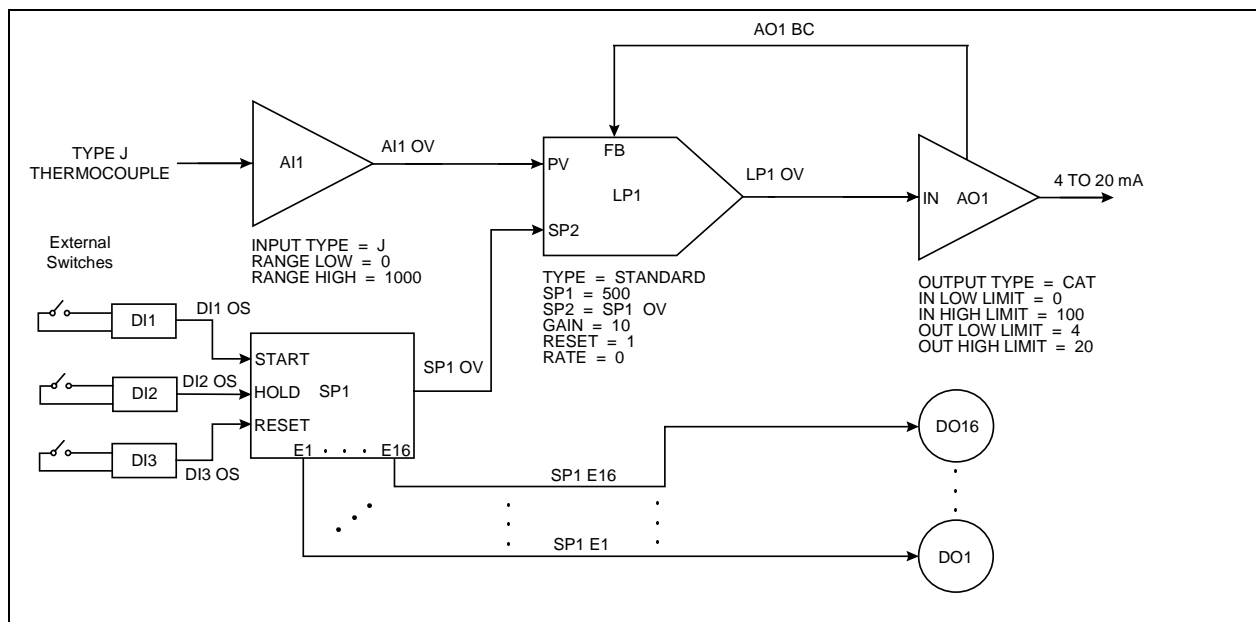 AO1 BC
TYPE J
THERMOCOUPLE
AI1
AI1 OV
FB
PV
LP1
SP2
LP1 OV
IN AO1
4 TO 20 mA
INPUT TYPE = J
RANGE LOW = 0
RANGE HIGH = 1000
TYPE = STANDARD
SP1 = 500
SP2 = SP1 OV
GAIN = 10
RESET = 1
RATE = 0
OUTPUT TYPE = CAT
IN LOW LIMIT = 0
IN HIGH LIMIT = 100
OUT LOW LIMIT = 4
OUT HIGH LIMIT = 20
External
Switches
DI1
DI1 OS
DI2
DI2 OS
DI3
DI3 OS
START
HOLD
SP1
RESET
E1 · · · E16
SP1 OV
SP1 E16
SP1 E1
DO16
DO1